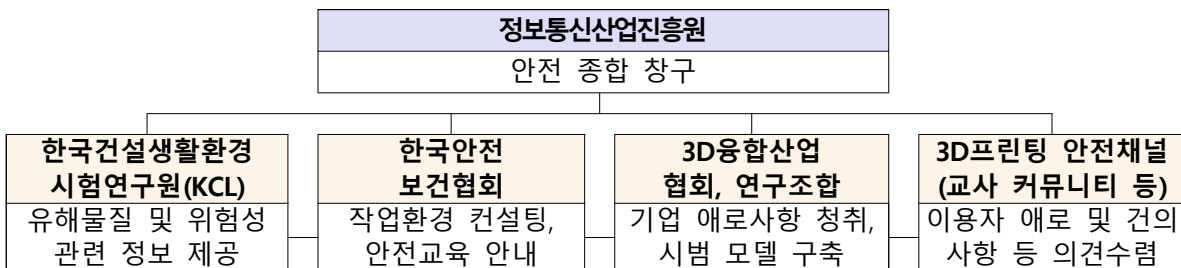 정보통신산업진흥원
안전 종합 창구
한국건설생활환경
시험연구원(KCL)
유해물질 및 위험성
관련 정보 제공
한국안전
보건협회
작업환경 컨설팅,
안전교육 안내
3D융합산업
협회, 연구조합
기업 애로사항 청취,
시범 모델 구축
3D프린팅 안전채널
(교사 커뮤니티 등)
이용자 애로 및 건의
사항 등 의견수렴